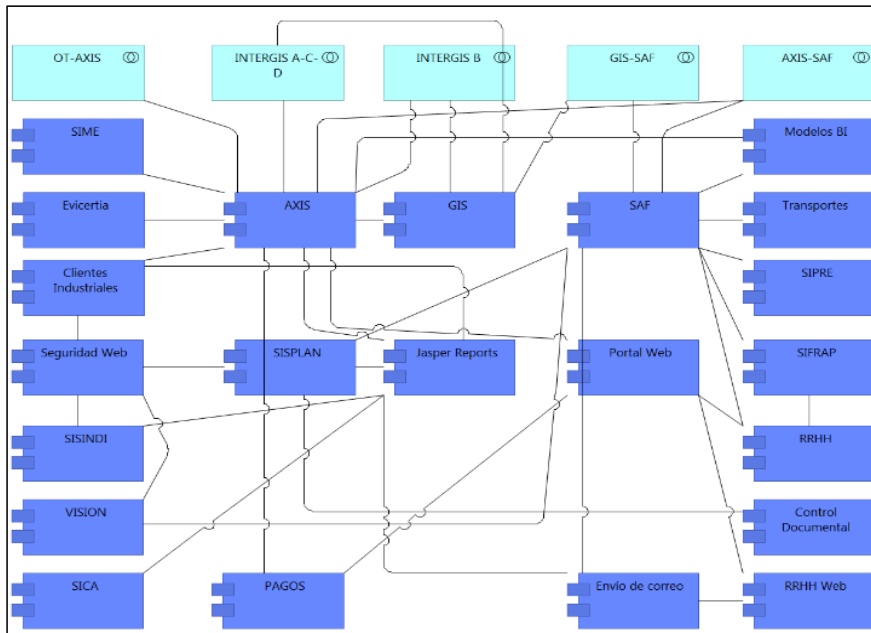 OT-AXIS
INTERGIS A-C-
D
INTERGIS B
GIS-SAF
AXIS-SAF
SIME
Modelos BI
Evicertia
AXIS
GIS
SAF
Transportes
Clientes
Industriales
SIPRE
Seguridad Web
SISPLAN
Jasper Reports
Portal Web
SIFRAP
SISINDI
RRHH
VISION
Control
Documental
SICA
PAGOS
Envío de correo
RRHH Web